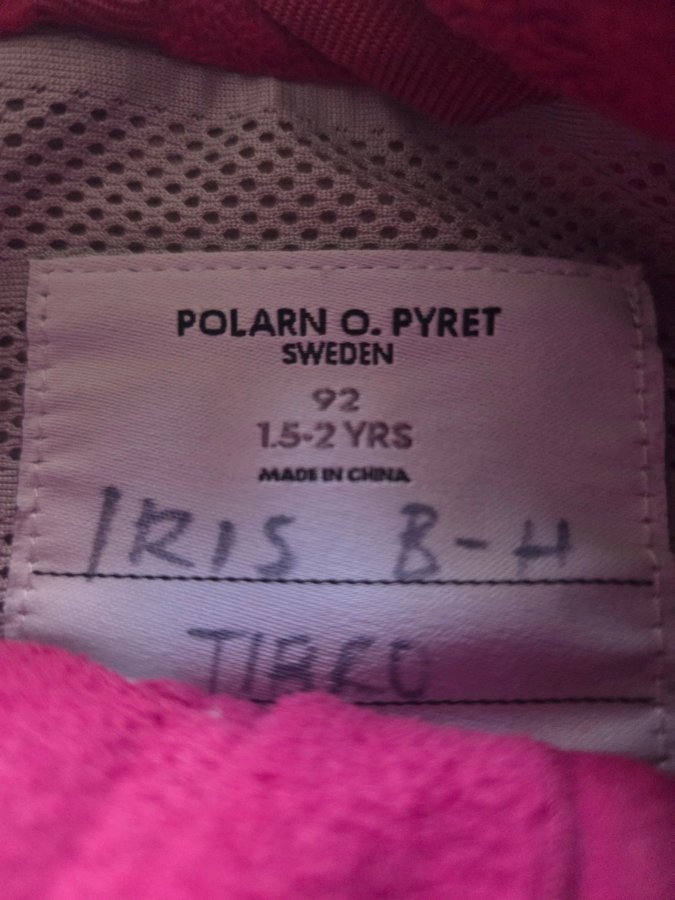 POLARN O. PYRET
SWEDEN
92
1.5-2 YRS
MADE IN CHINA
IRIS B-H